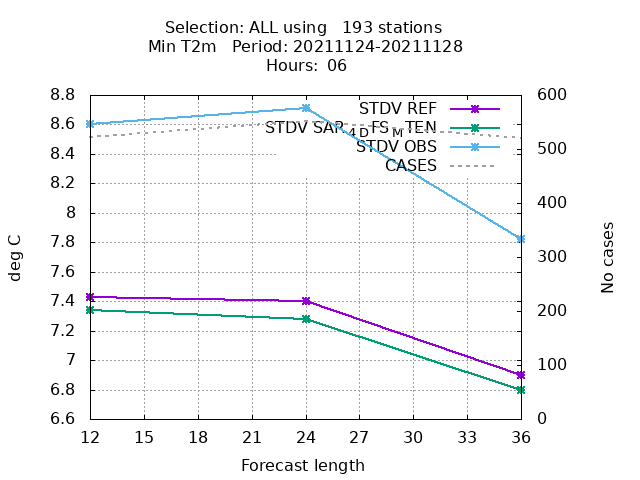 Selection: ALL using 193 stations
Min T2m Period: 20211124-20211128
Hours: 06
8.8
8.6
8.4
8.2
8
7.8
7.6
7.4
7.2
7
6.8
6.6
deg C
STDV REF
STDV OBS
CASES
600
500
400
300
200
100
0
No cases
12 15 18 21 24 27 30 33 36
Forecast length